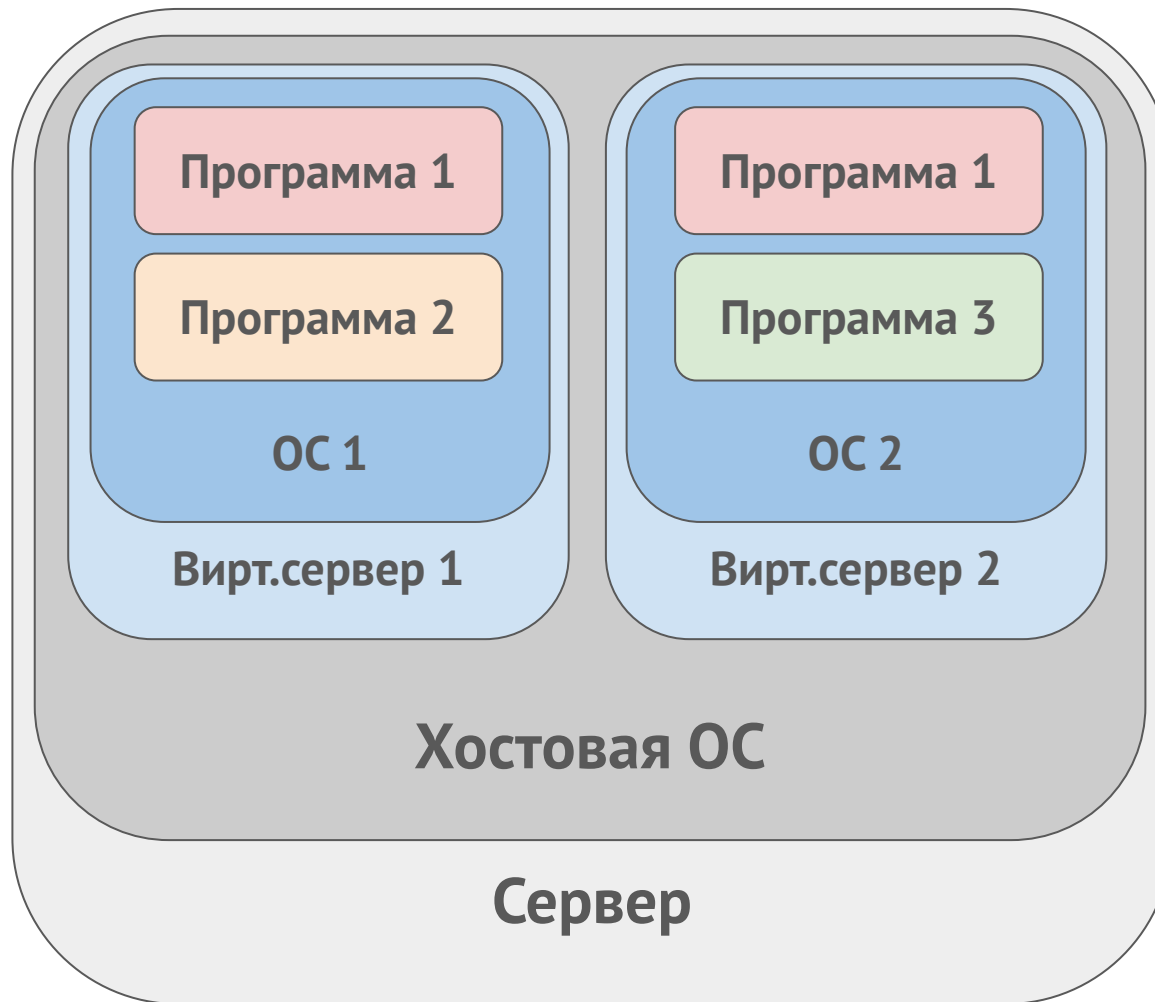 Программа 1
Программа 2
ОС 1
Вирт.сервер 1
Программа 1
Программа 3
ОС 2
Вирт.сервер 2
Хостовая ОС
Сервер